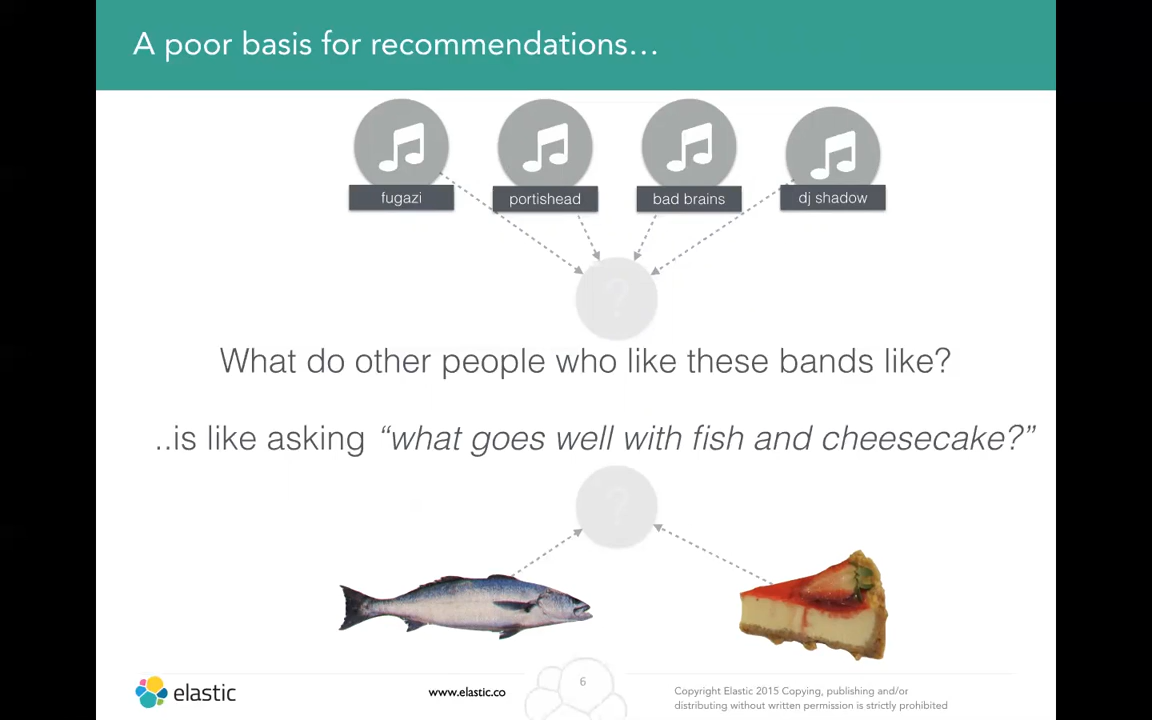 A poor basis for recommendations...
fugazi
portishead
bad brains
dj shadow
?
What do other people who like these bands like?
..is like asking “what goes well with fish and cheesecake?”
?
elastic
www.elastic.co
6
Copyright Elastic 2015 Copying, publishing and/or
distributing without written permission is strictly prohibited